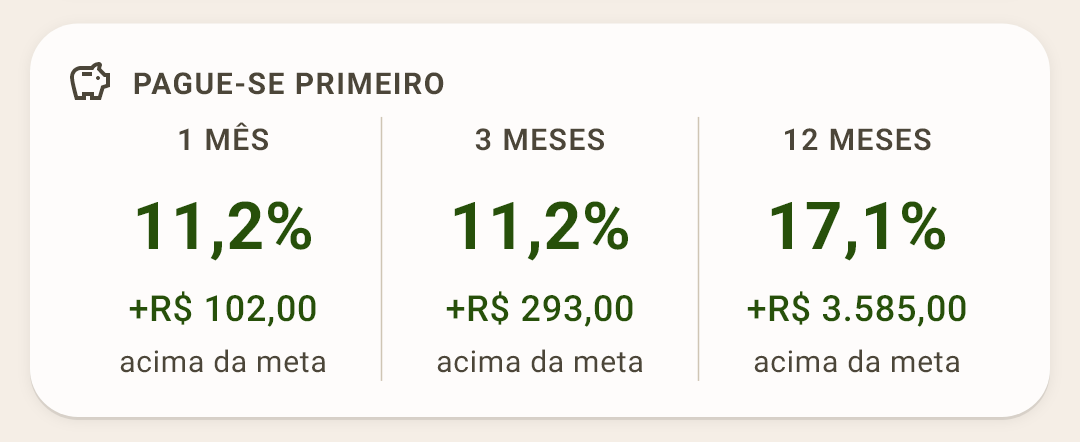 PAGUE-SE PRIMEIRO
1 MÊS
11,2%
+R$ 102,00
acima da meta
3 MESES
11,2%
+R$ 293,00
acima da meta
12 MESES
17,1%
+R$ 3.585,00
acima da meta